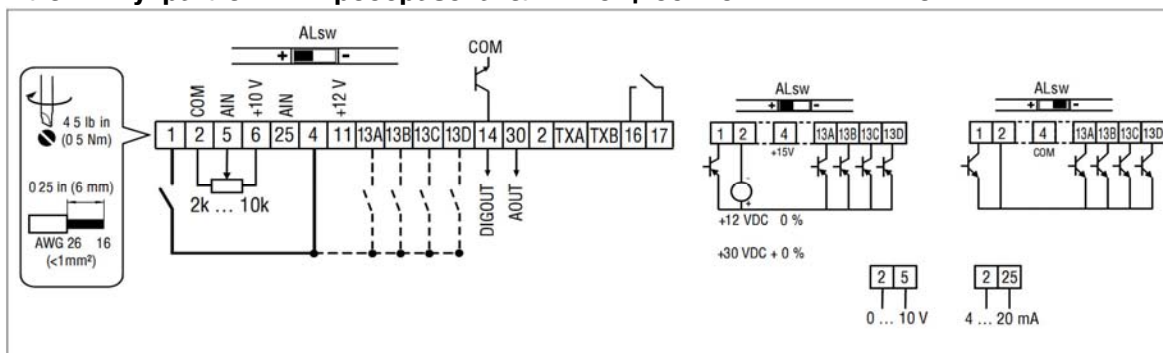 ALsw
+ -
COM
AIN
+10 V
AIN
+12 V
COM
4 5 lb in
(0 5 Nm)
1 2 5 6 25 4 11 13A 13B 13C 13D 14 30 2 TXA TXB 16 17
2k ... 10k
DIGOUT
AOUT
0 25 in (6 mm)
AWG 26 16
(<1mm²)
ALsw
+ -
1 2 4 13A 13B 13C 13D
+15V
- +
+12 VDC 0 %
+30 VDC + 0 %
ALsw
+ -
1 2 4 13A 13B 13C 13D
COM
2 5
0 ... 10 V
2 25
4 ... 20 mA